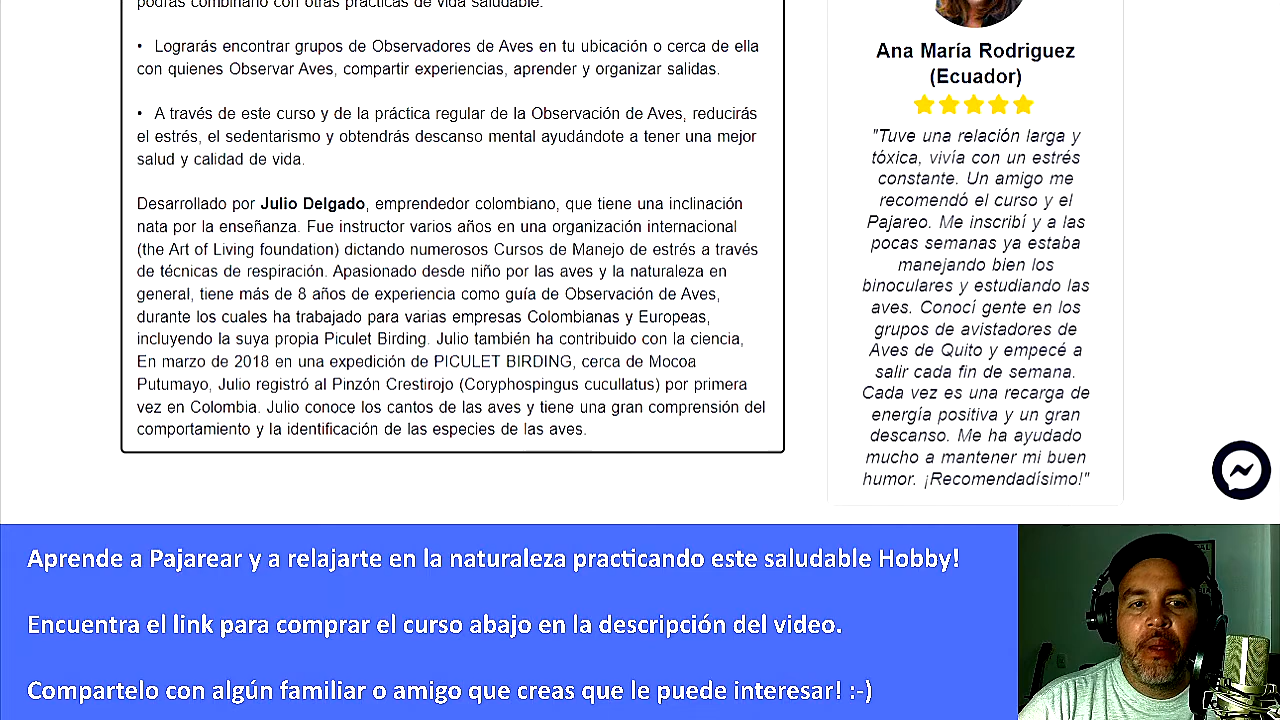 podrás combinarlo con otras prácticas de vida saludable.
• Lograrás encontrar grupos de Observadores de Aves en tu ubicación o cerca de ella
con quienes Observar Aves, compartir experiencias, aprender y organizar salidas.
• A través de este curso y de la práctica regular de la Observación de Aves, reducirás
el estrés, el sedentarismo y obtendrás descanso mental ayudándote a tener una mejor
salud y calidad de vida.
Desarrollado por Julio Delgado, emprendedor colombiano, que tiene una inclinación
nata por la enseñanza. Fue instructor varios años en una organización internacional
(the Art of Living foundation) dictando numerosos Cursos de Manejo de estrés a través
de técnicas de respiración. Apasionado desde niño por las aves y la naturaleza en
general, tiene más de 8 años de experiencia como guía de Observación de Aves,
durante los cuales ha trabajado para varias empresas Colombianas y Europeas,
incluyendo la suya propia Piculet Birding. Julio también ha contribuido con la ciencia,
En marzo de 2018 en una expedición de PICULET BIRDING, cerca de Mocoa
Putumayo, Julio registró al Pinzón Crestirojo (Coryphospingus cucullatus) por primera
vez en Colombia. Julio conoce los cantos de las aves y tiene una gran comprensión del
comportamiento y la identificación de las especies de las aves.
Ana María Rodriguez
(Ecuador)
"Tuve una relación larga y
tóxica, vivía con un estrés
constante. Un amigo me
recomendó el curso y el
Pajareo. Me inscribí y a las
pocas semanas ya estaba
manejando bien los
binoculares y estudiando las
aves. Conocí gente en los
grupos de avistadores de
Aves de Quito y empecé a
salir cada fin de semana.
Cada vez es una recarga de
energía positiva y un gran
descanso. Me ha ayudado
mucho a mantener mi buen
humor. ¡Recomendadísimo!"
Aprende a Pajarear y a relajarte en la naturaleza practicando este saludable Hobby!
Encuentra el link para comprar el curso abajo en la descripción del video.
Compartelo con algún familiar o amigo que creas que le puede interesar! :-)